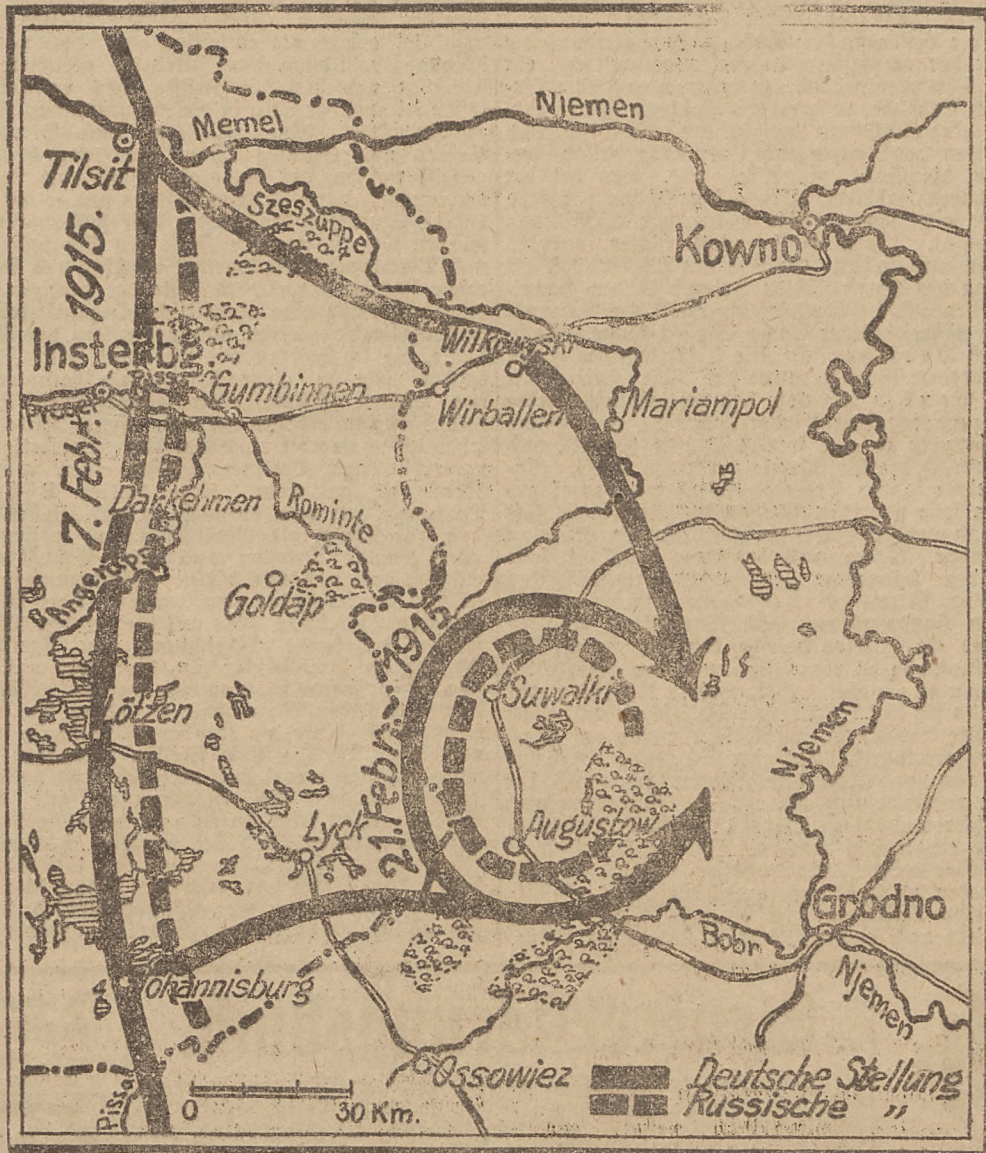 Memel
Njemen
Tilsit
Szeszuppe
Kowno
7. Febr. 1915.
Insterbg
Gumbinnen
Wilkowyski
Wirballen
Mariampol
Darkehmen
Rominte
Angerapp
Goldap
21. Febr. 1915
Suwalki
Lötzen
Njemen
Lyck
Augustow
Grodno
Bobr
Njemen
Johannisburg
Ossowiez
Pissa
0 30 Km.
Deutsche Stellung
Russische „